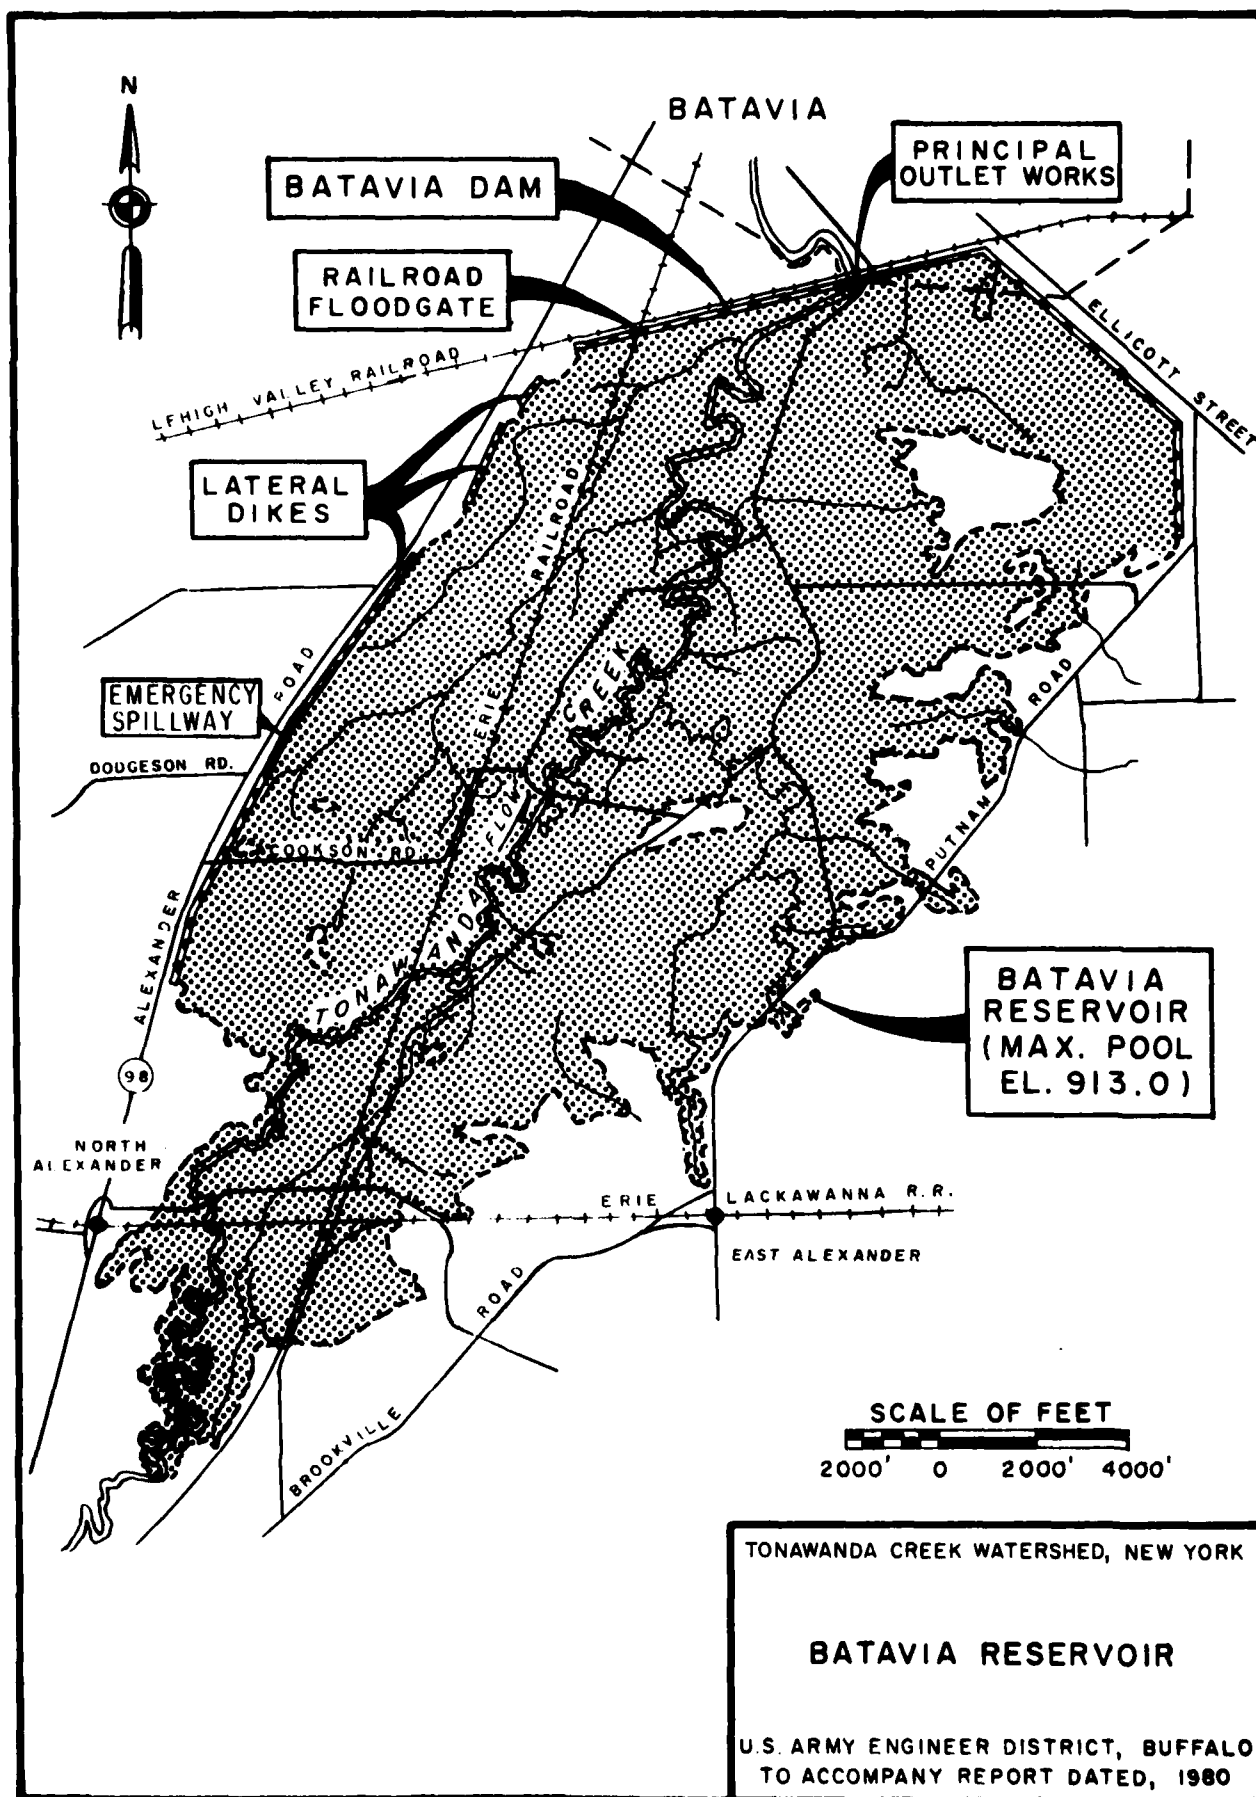 N
BATAVIA
PRINCIPAL
OUTLET WORKS
BATAVIA DAM
RAILROAD
FLOODGATE
ELLICOTT STREET
LEHIGH VALLEY RAILROAD
LATERAL
DIKES
ERIE RAILROAD
ROAD
EMERGENCY
SPILLWAY
DODGESON RD.
CREEK
FLOW
COOKSON RD.
TONAWANDA
PUTNAM ROAD
ALEXANDER
BATAVIA
RESERVOIR
(MAX. POOL
EL. 913.0)
98
NORTH
ALEXANDER
ERIE LACKAWANNA R.R.
EAST ALEXANDER
BROOKVILLE ROAD
SCALE OF FEET
2000' 0 2000' 4000'
TONAWANDA CREEK WATERSHED, NEW YORK
BATAVIA RESERVOIR
U.S. ARMY ENGINEER DISTRICT, BUFFALO
TO ACCOMPANY REPORT DATED, 1980